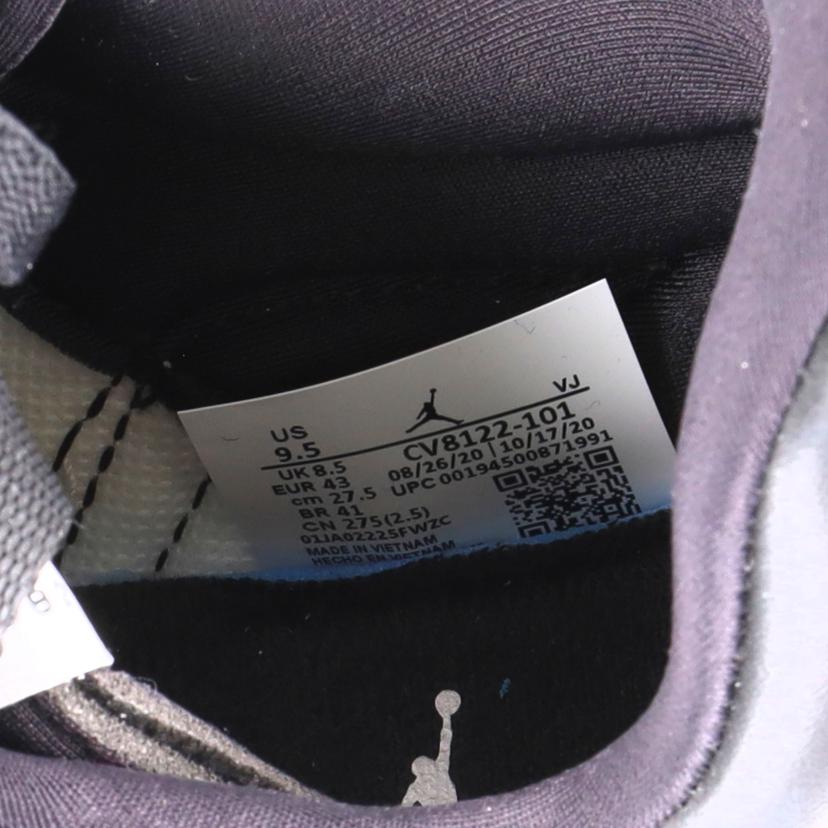 US
9.5
VJ
CV8122-101
UK 8.5
08/26/20 | 10/17/20
EUR 43
UPC 00194500871991
cm 27.5
BR 41
CN 275(2.5)
01JA02225FWZC
MADE IN VIETNAM
HECHO EN VIETNAM